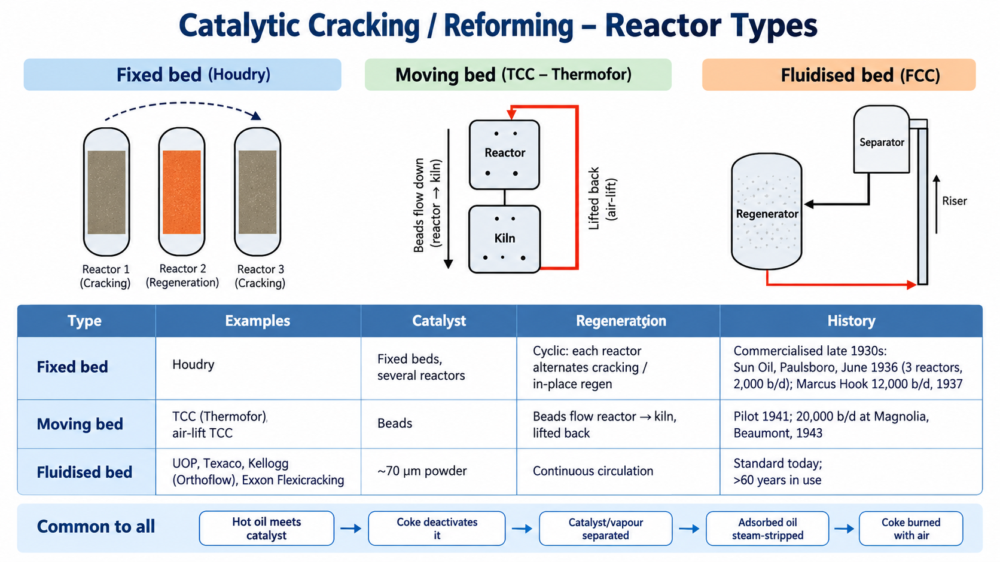 Catalytic Cracking / Reforming – Reactor Types
Fixed bed (Houdry)
Moving bed (TCC – Thermofor)
Fluidised bed (FCC)
Reactor 1
(Cracking)
Reactor 2
(Regeneration)
Reactor 3
(Cracking)
Beads flow down
(reactor → kiln)
Reactor
Kiln
Lifted back
(air-lift)
Separator
Regenerator
Riser
Type
Examples
Catalyst
Regeneration
History
Fixed bed
Houdry
Fixed beds,
several reactors
Cyclic: each reactor
alternates cracking /
in-place regen
Commercialised late 1930s:
Sun Oil, Paulsboro, June 1936 (3 reactors,
2,000 b/d); Marcus Hook 12,000 b/d, 1937
Moving bed
TCC (Thermofor),
air-lift TCC
Beads
Beads flow reactor → kiln,
lifted back
Pilot 1941; 20,000 b/d at Magnolia,
Beaumont, 1943
Fluidised bed
UOP, Texaco, Kellogg
(Orthoflow), Exxon Flexicracking
~70 µm powder
Continuous circulation
Standard today;
>60 years in use
Common to all
Hot oil meets
catalyst
Coke deactivates
it
Catalyst/vapour
separated
Adsorbed oil
steam-stripped
Coke burned
with air